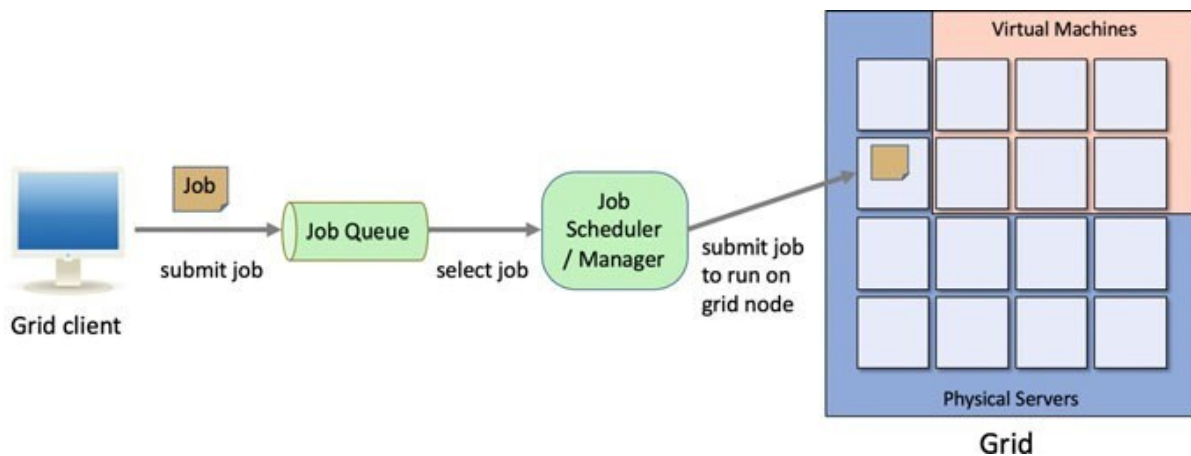 Virtual Machines
Job
Job Queue
Job
Scheduler
/ Manager
submit job
select job
submit job
to run on
grid node
Grid client
Physical Servers
Grid